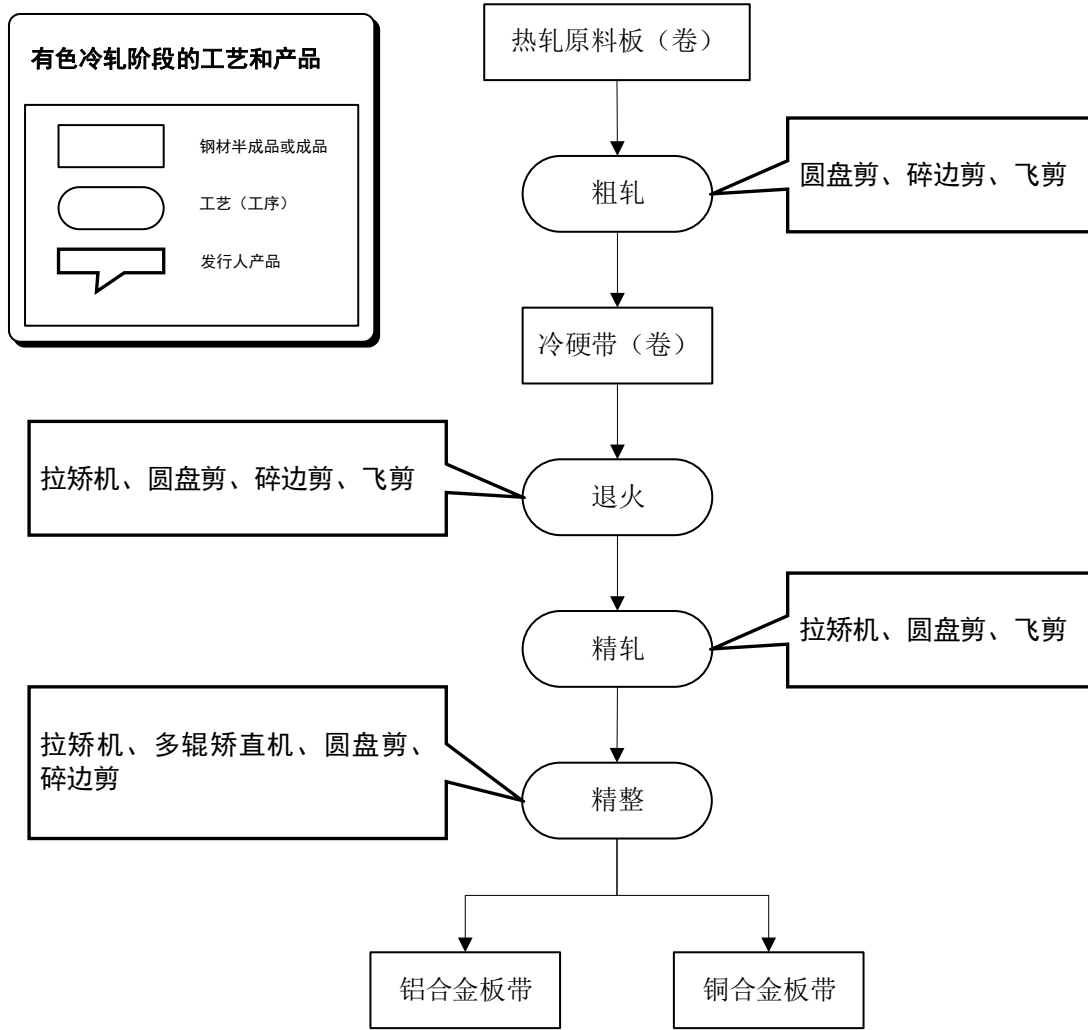 有色冷轧阶段的工艺和产品
钢材半成品或成品
工艺（工序）
发行人产品
热轧原料板（卷）
粗轧
圆盘剪、碎边剪、飞剪
冷硬带（卷）
拉矫机、圆盘剪、碎边剪、飞剪
退火
精轧
拉矫机、圆盘剪、飞剪
拉矫机、多辊矫直机、圆盘剪、
碎边剪
精整
铝合金板带
铜合金板带